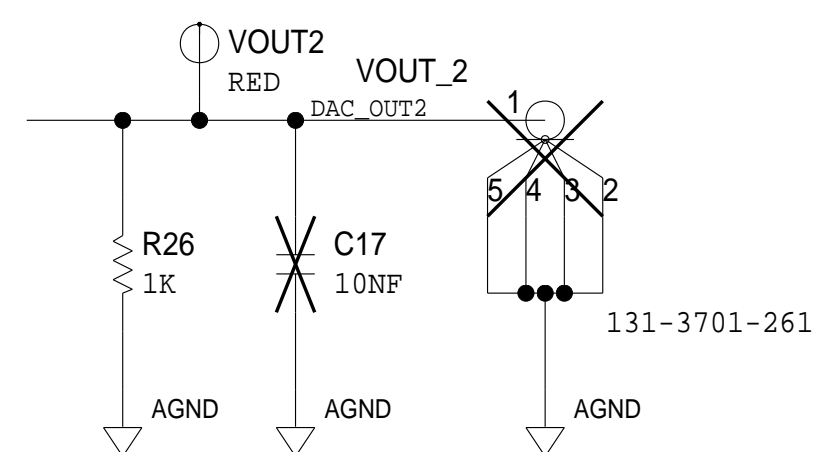 VOUT2
RED
VOUT_2
DAC_OUT2
1
5 4 3 2
R26
1K
C17
10NF
131-3701-261
AGND
AGND
AGND